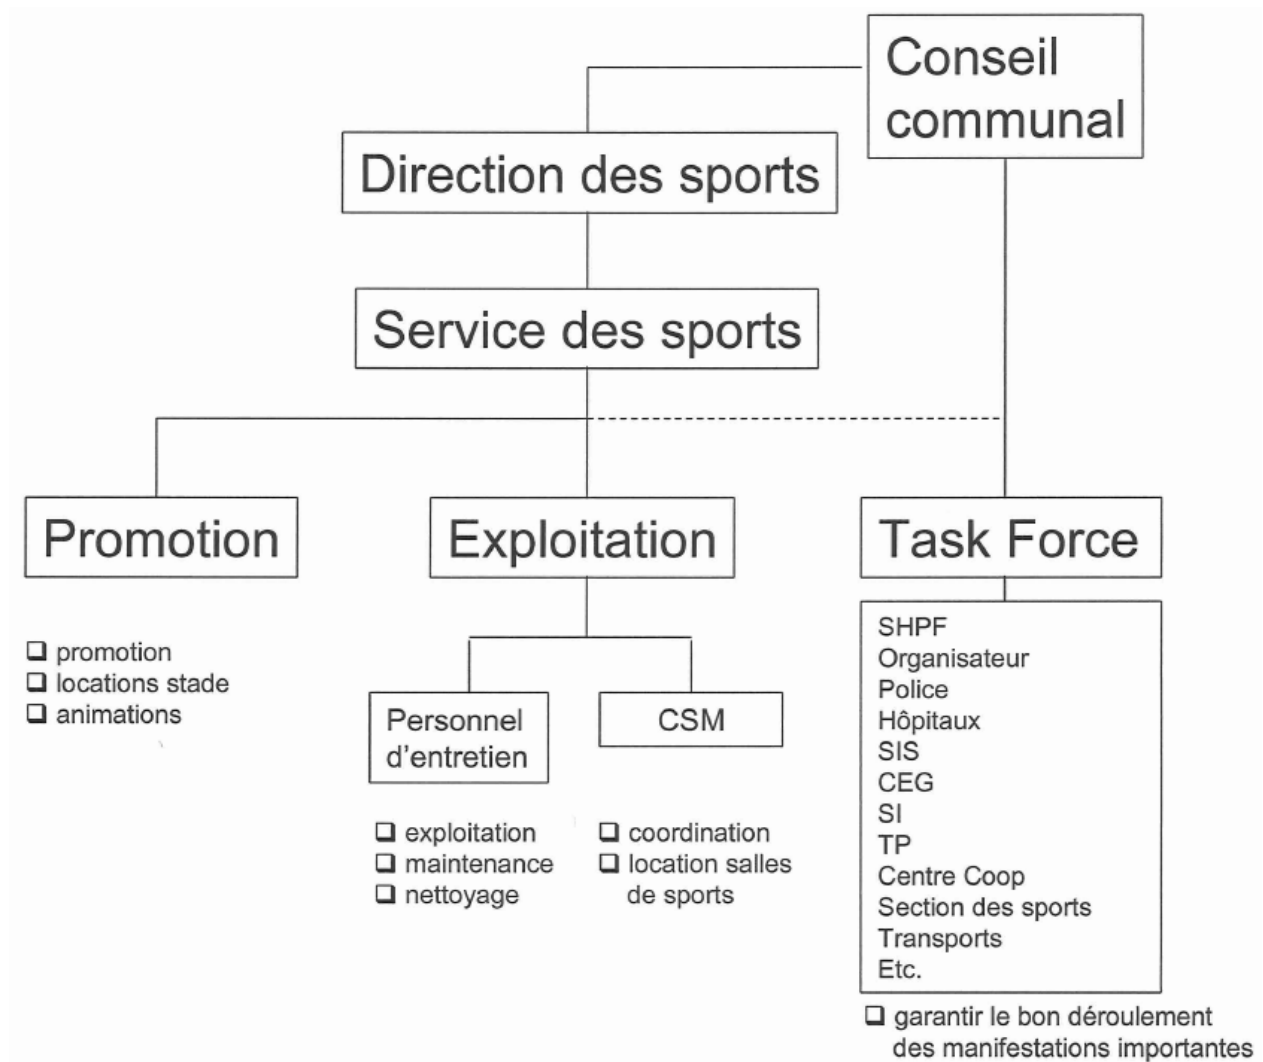 Conseil
communal
Direction des sports
Service des sports
Promotion
Exploitation
Task Force
❑ promotion
❑ locations stade
❑ animations
Personnel
d'entretien
CSM
❑ exploitation
❑ maintenance
❑ nettoyage
❑ coordination
❑ location salles
de sports
SHPF
Organisateur
Police
Hôpitaux
SIS
CEG
SI
TP
Centre Coop
Section des sports
Transports
Etc.
❑ garantir le bon déroulement
des manifestations importantes